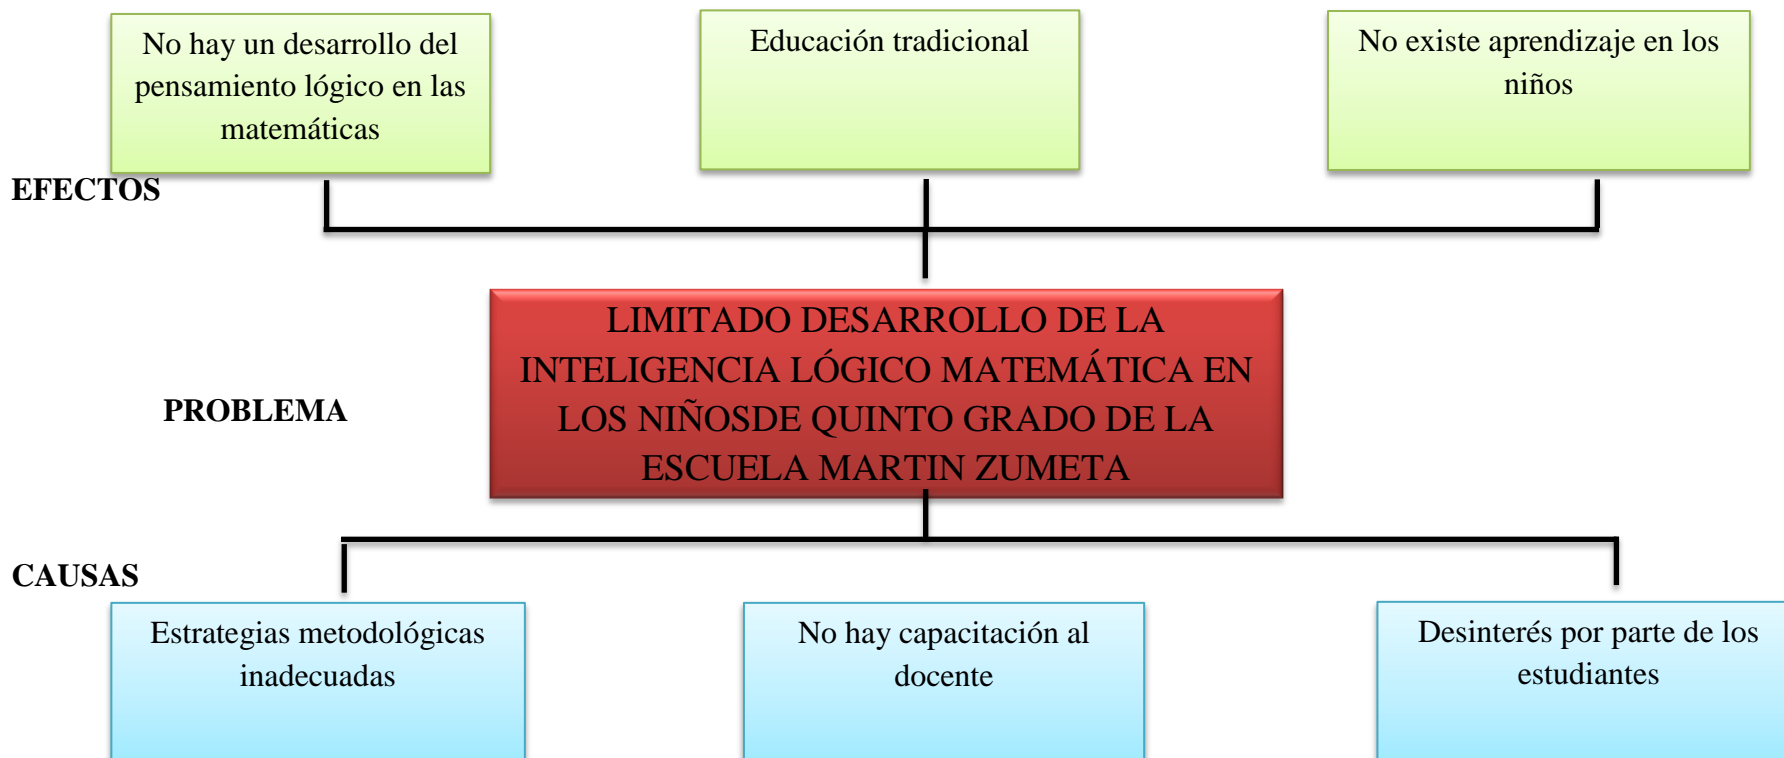 No hay un desarrollo del
pensamiento lógico en las
matemáticas
Educación tradicional
No existe aprendizaje en los
niños
EFECTOS
LIMITADO DESARROLLO DE LA
INTELIGENCIA LÓGICO MATEMÁTICA EN
LOS NIÑOSDE QUINTO GRADO DE LA
ESCUELA MARTIN ZUMETA
PROBLEMA
CAUSAS
Estrategias metodológicas
inadecuadas
No hay capacitación al
docente
Desinterés por parte de los
estudiantes